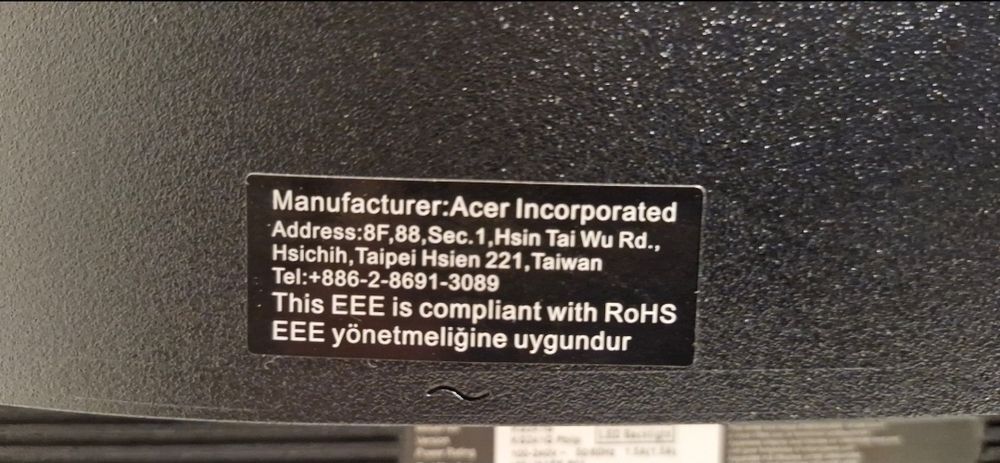 Manufacturer:Acer Incorporated
Address:8F,88,Sec.1,Hsin Tai Wu Rd.,
Hsichih,Taipei Hsien 221,Taiwan
Tel:+886-2-8691-3089
This EEE is compliant with RoHS
EEE yönetmeliğine uygundur
~